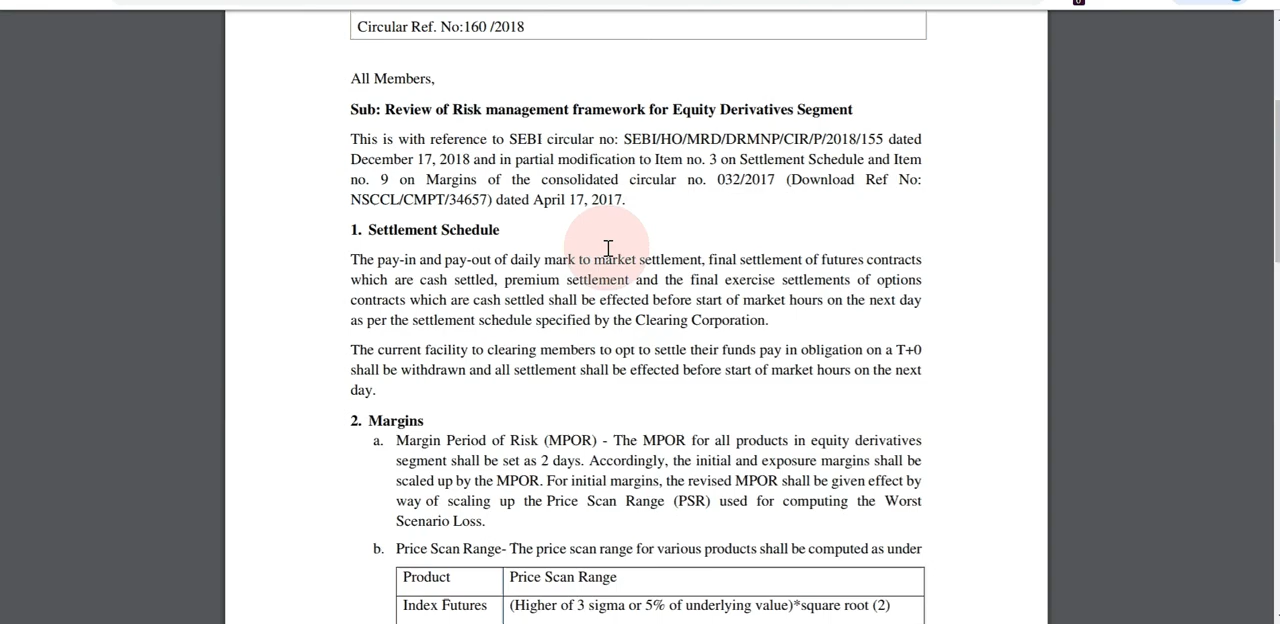 Circular Ref. No:160 /2018
All Members,
Sub: Review of Risk management framework for Equity Derivatives Segment
This is with reference to SEBI circular no: SEBI/HO/MRD/DRMNP/CIR/P/2018/155 dated
December 17, 2018 and in partial modification to Item no. 3 on Settlement Schedule and Item
no. 9 on Margins of the consolidated circular no. 032/2017 (Download Ref No:
NSCCL/CMPT/34657) dated April 17, 2017.
1. Settlement Schedule
The pay-in and pay-out of daily mark to market settlement, final settlement of futures contracts
which are cash settled, premium settlement and the final exercise settlements of options
contracts which are cash settled shall be effected before start of market hours on the next day
as per the settlement schedule specified by the Clearing Corporation.
The current facility to clearing members to opt to settle their funds pay in obligation on a T+0
shall be withdrawn and all settlement shall be effected before start of market hours on the next
day.
2. Margins
a. Margin Period of Risk (MPOR) - The MPOR for all products in equity derivatives
segment shall be set as 2 days. Accordingly, the initial and exposure margins shall be
scaled up by the MPOR. For initial margins, the revised MPOR shall be given effect by
way of scaling up the Price Scan Range (PSR) used for computing the Worst
Scenario Loss.
b. Price Scan Range- The price scan range for various products shall be computed as under
Product Price Scan Range
Index Futures (Higher of 3 sigma or 5% of underlying value)*square root (2)